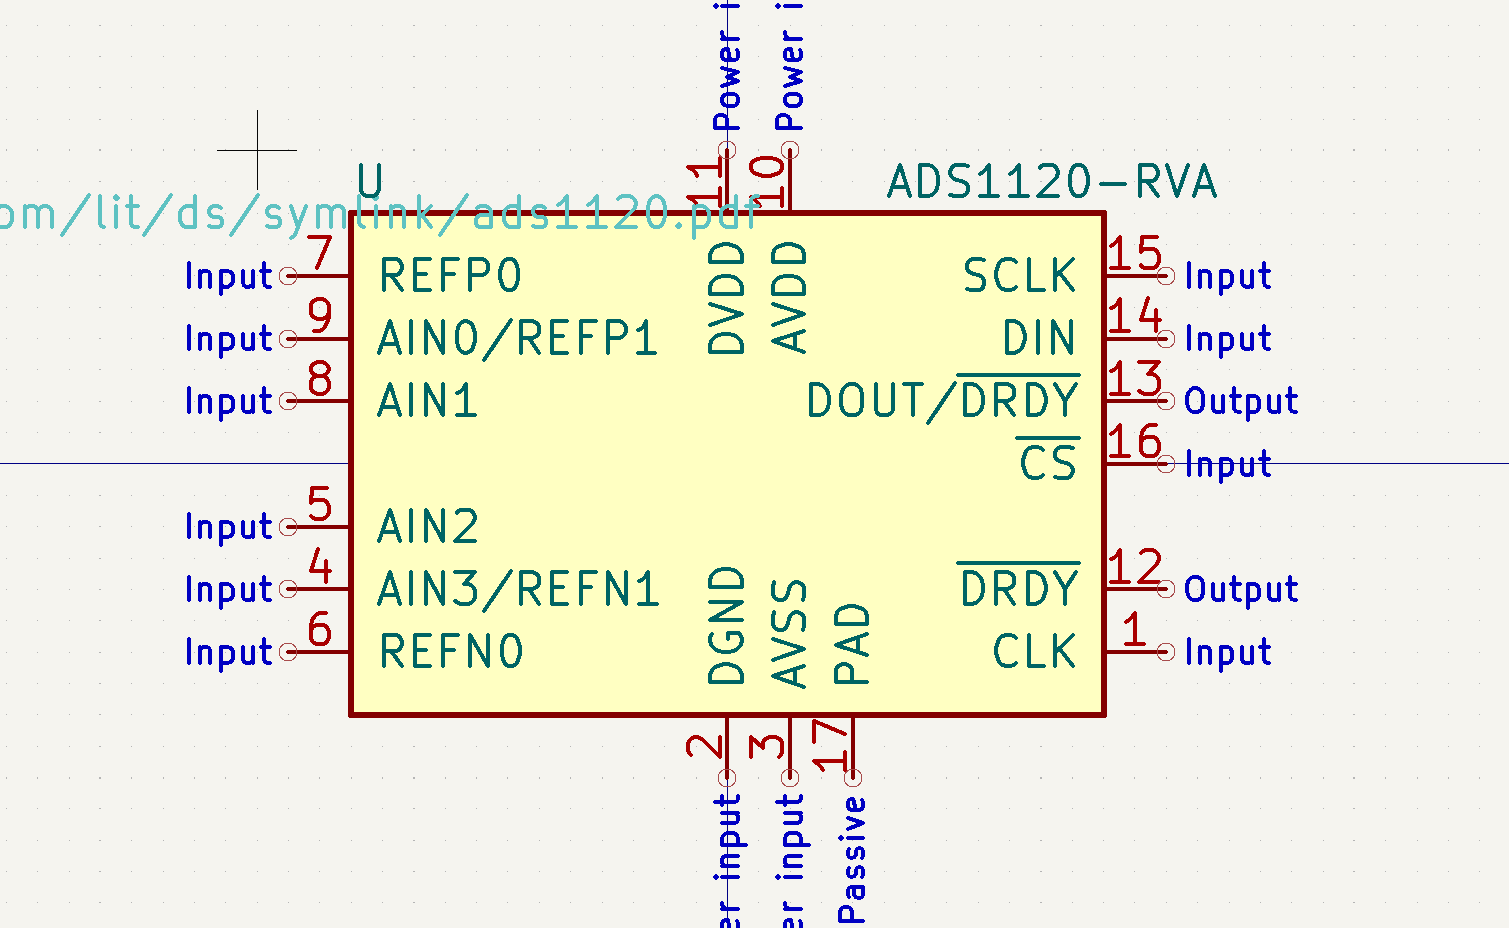 Power i
Power i
11
10
U
ADS1120-RVA
om/lit/ds/symlink/ads1120.pdf
Input 7 REFP0
Input 9 AIN0/REFP1
Input 8 AIN1
Input 5 AIN2
Input 4 AIN3/REFN1
Input 6 REFN0
DVDD
AVDD
SCLK 15 Input
DIN 14 Input
DOUT/DRDY 13 Output
CS 16 Input
DRDY 12 Output
CLK 1 Input
DGND
AVSS
PAD
2
3
17
er input
er input
Passive